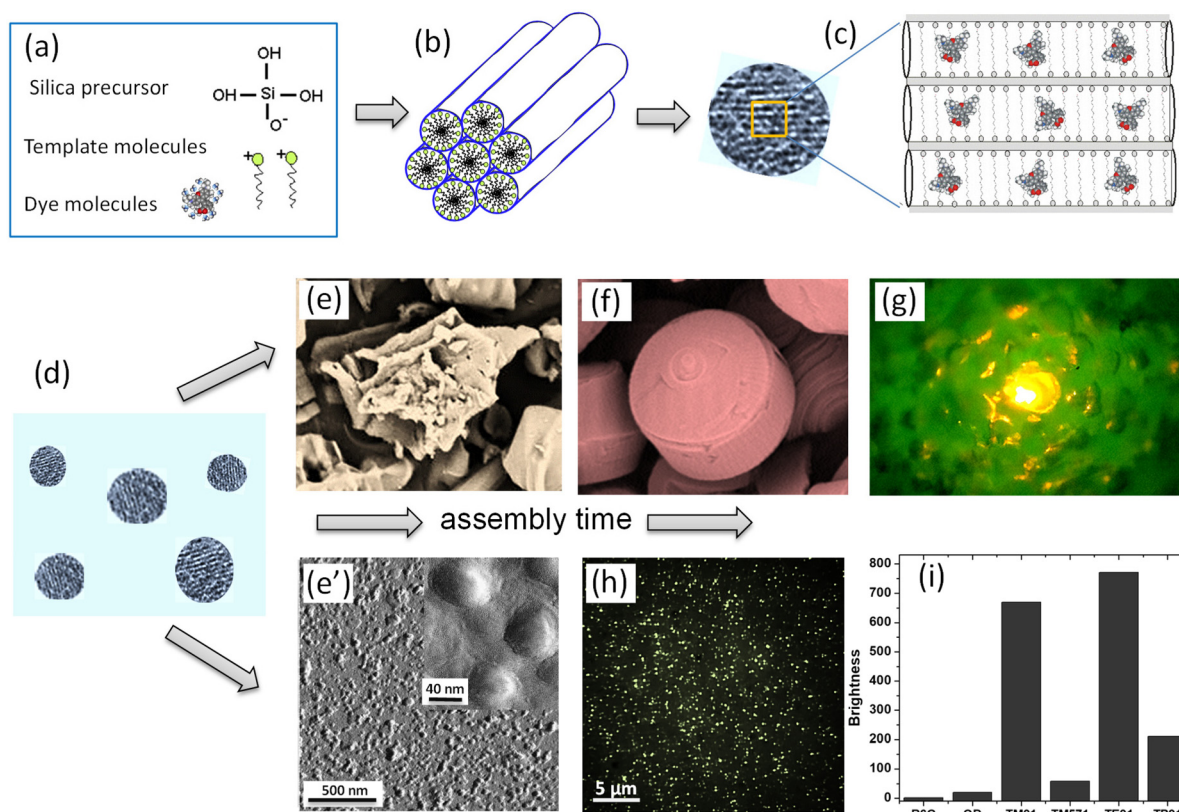 (a)
Silica precursor
OH
OH Si OH
O-
Template molecules
+ +
Dye molecules
(b)
(c)
(d)
(e)
(f)
(g)
assembly time
(e')
40 nm
500 nm
(h)
5 µm
(i)
Brightness
800
700
600
500
400
300
200
100
0